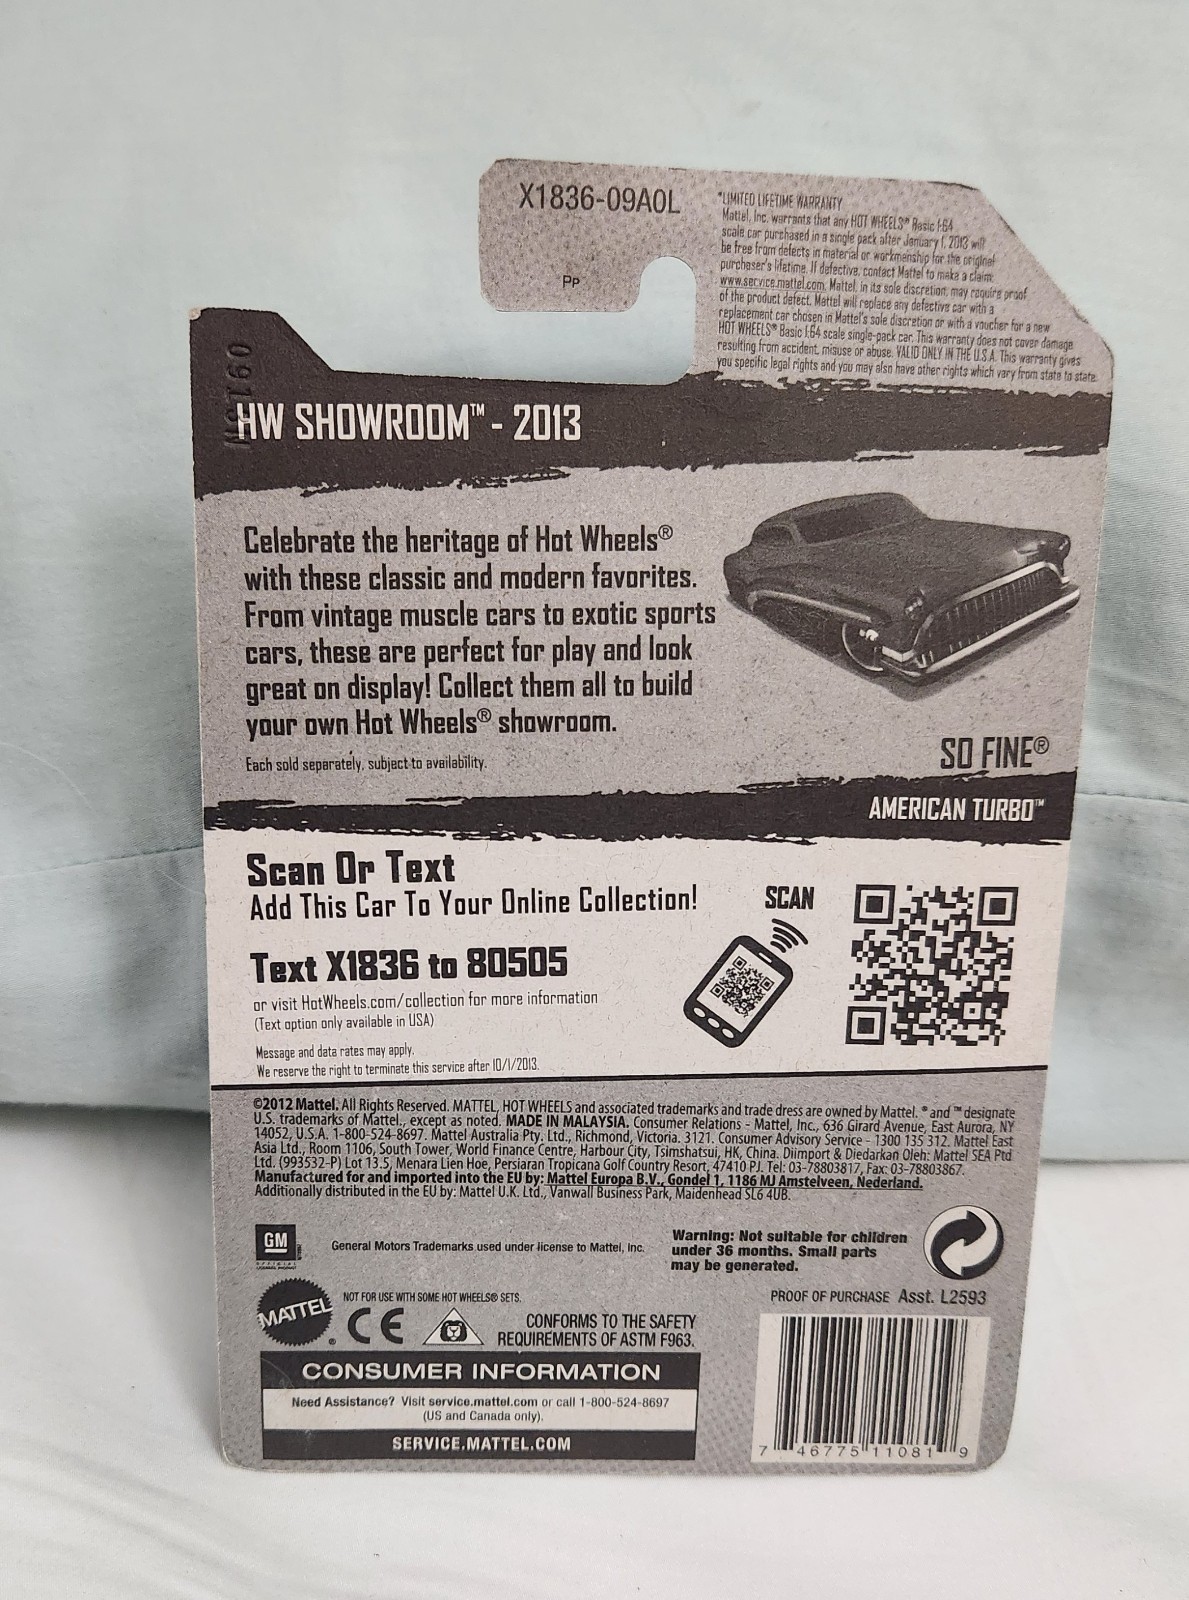 X1836-09A0L
Pp
*LIMITED LIFETIME WARRANTY
Mattel, Inc. warrants that any HOT WHEELS® Basic 1:64
scale car purchased in a single pack after January 1, 2013 will
be free from defects in material or workmanship for the original
purchaser's lifetime. If defective, contact Mattel to make a claim:
www.service.mattel.com. Mattel, in its sole discretion, may require proof
of the product defect. Mattel will replace any defective car with a
replacement car chosen in Mattel's sole discretion or with a voucher for a new
HOT WHEELS® Basic 1:64 scale single-pack car. This warranty does not cover damage
resulting from accident, misuse or abuse. VALID ONLY IN THE U.S.A. This warranty gives
you specific legal rights and you may also have other rights which vary from state to state.
HW SHOWROOM™ - 2013
Celebrate the heritage of Hot Wheels®
with these classic and modern favorites.
From vintage muscle cars to exotic sports
cars, these are perfect for play and look
great on display! Collect them all to build
your own Hot Wheels® showroom.
Each sold separately, subject to availability.
SO FINE®
AMERICAN TURBO™
Scan Or Text
Add This Car To Your Online Collection!
SCAN
Text X1836 to 80505
or visit HotWheels.com/collection for more information
(Text option only available in USA)
Message and data rates may apply.
We reserve the right to terminate this service after 10/1/2013.
©2012 Mattel. All Rights Reserved. MATTEL, HOT WHEELS and associated trademarks and trade dress are owned by Mattel. ® and ™ designate
U.S. trademarks of Mattel., except as noted. MADE IN MALAYSIA. Consumer Relations - Mattel, Inc., 636 Girard Avenue, East Aurora, NY
14052, U.S.A. 1-800-524-8697. Mattel Australia Pty. Ltd., Richmond, Victoria. 3121. Consumer Advisory Service - 1300 135 312. Mattel East
Asia Ltd., Room 1106, South Tower, World Finance Centre, Harbour City, Tsimshatsui, HK, China. Diimport & Diedarkan Oleh: Mattel SEA Ptd
Ltd. (993532-P) Lot 13.5, Menara Lien Hoe, Persiaran Tropicana Golf Country Resort, 47410 PJ. Tel: 03-78803817, Fax: 03-78803867.
Manufactured for and imported into the EU by: Mattel Europa B.V., Gondel 1, 1186 MJ Amstelveen, Nederland.
Additionally distributed in the EU by: Mattel U.K. Ltd., Vanwall Business Park, Maidenhead SL6 4UB.
GM
General Motors Trademarks used under license to Mattel, Inc.
Warning: Not suitable for children
under 36 months. Small parts
may be generated.
MATTEL®
NOT FOR USE WITH SOME HOT WHEELS® SETS.
CE
CONFORMS TO THE SAFETY
REQUIREMENTS OF ASTM F963.
PROOF OF PURCHASE Asst. L2593
CONSUMER INFORMATION
Need Assistance? Visit service.mattel.com or call 1-800-524-8697
(US and Canada only).
SERVICE.MATTEL.COM
7 46775 11081 9